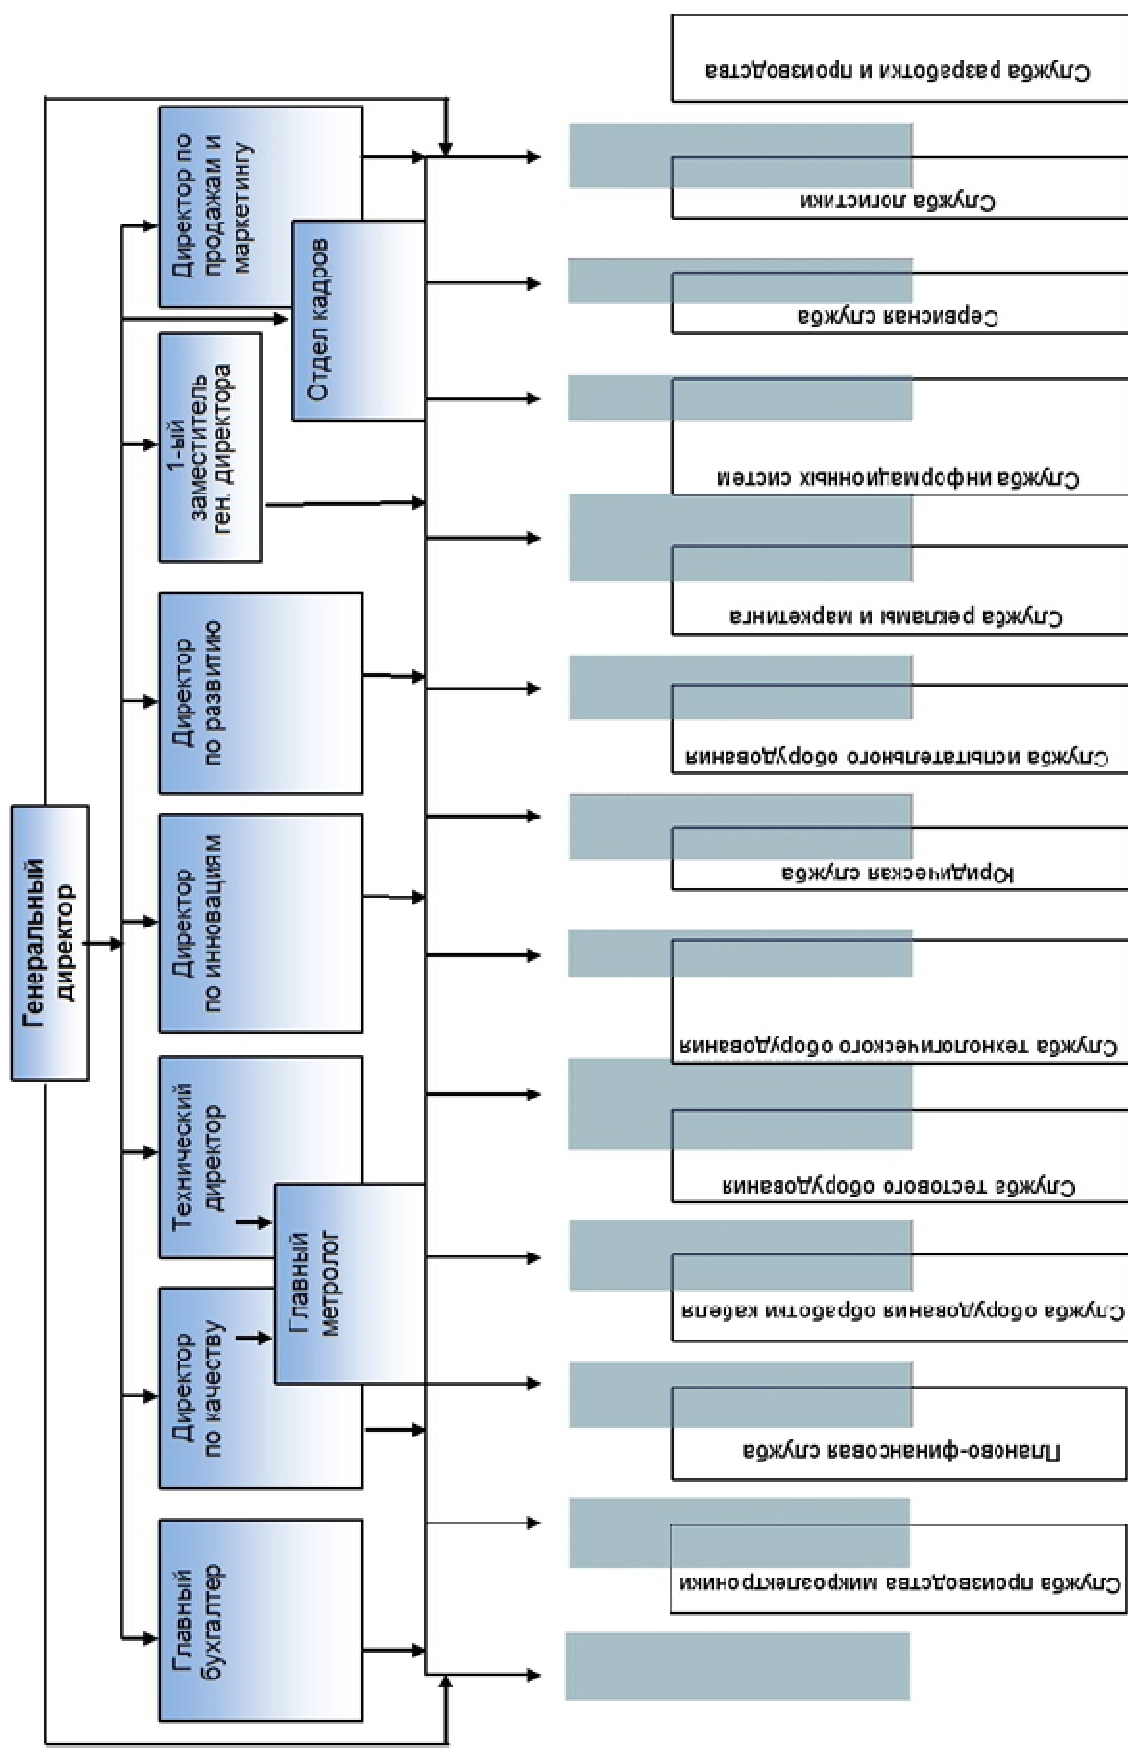 Генеральный
директор
Главный
бухгалтер
Директор
по качеству
Технический
директор
Директор
по инновациям
Директор
по развитию
1-ый
заместитель
ген. директора
Директор по
продажам и
маркетингу
Главный
метролог
Отдел кадров
Служба производства микроэлектроники
Планово-финансовая служба
Служба оборудования обработки кабеля
Служба тестового оборудования
Служба технологического оборудования
Юридическая служба
Служба испытательного оборудования
Служба рекламы и маркетинга
Служба информационных систем
Сервисная служба
Служба логистики
Служба разработки и производства